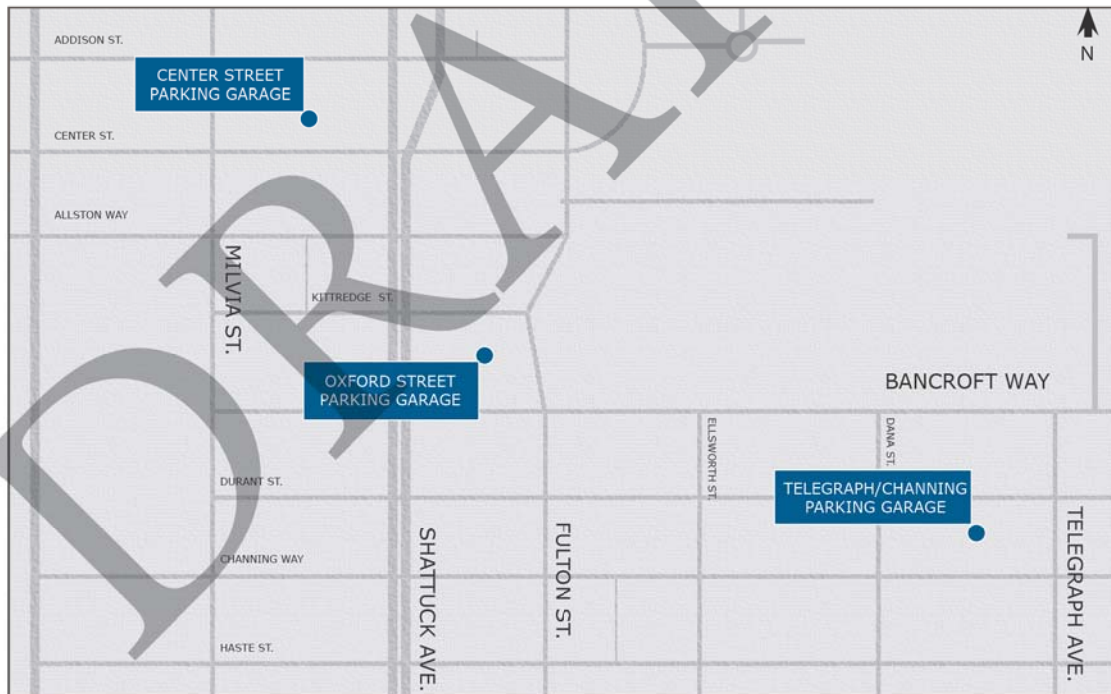 ADDISON ST.
N
CENTER STREET
PARKING GARAGE
CENTER ST.
ALLSTON WAY
MILVIA ST.
KITTREDGE ST.
OXFORD STREET
PARKING GARAGE
BANCROFT WAY
ELLSWORTH ST.
DANA ST.
DURANT ST.
TELEGRAPH/CHANNING
PARKING GARAGE
SHATTUCK AVE.
FULTON ST.
TELEGRAPH AVE.
CHANNING WAY
HASTE ST.
DRA